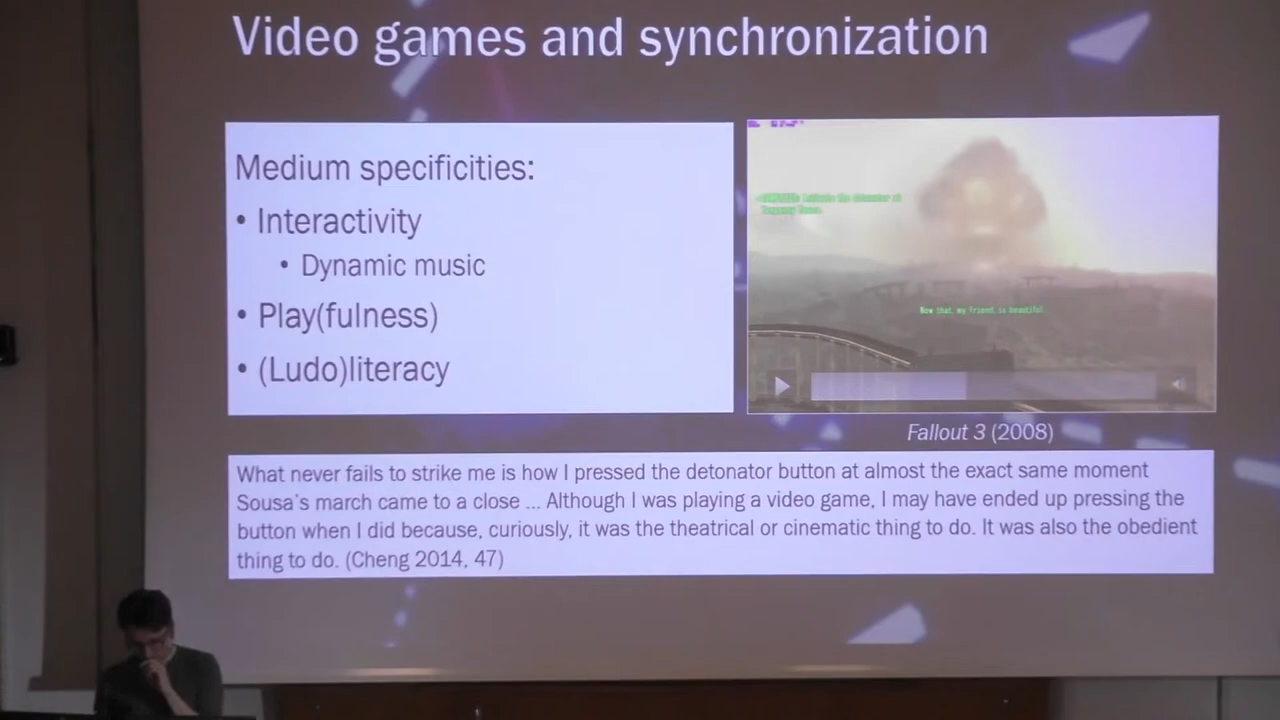 Video games and synchronization
Medium specificities:
• Interactivity
• Dynamic music
• Play(fulness)
• (Ludo)literacy
Now that, my friend, is beautiful.
Fallout 3 (2008)
What never fails to strike me is how I pressed the detonator button at almost the exact same moment
Sousa's march came to a close ... Although I was playing a video game, I may have ended up pressing the
button when I did because, curiously, it was the theatrical or cinematic thing to do. It was also the obedient
thing to do. (Cheng 2014, 47)